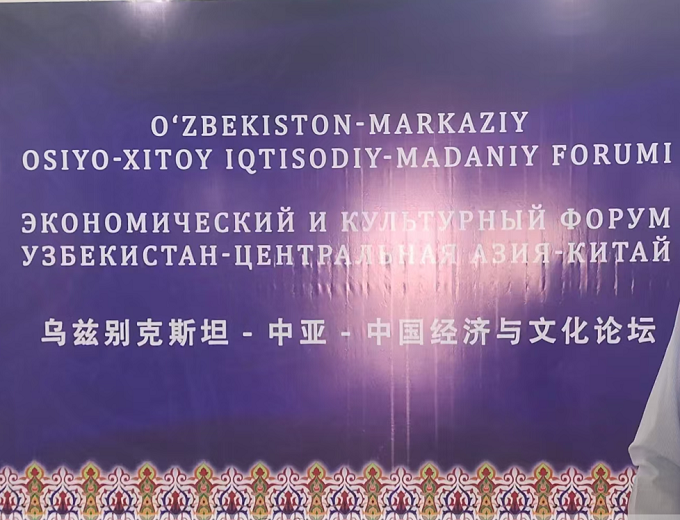 O‘ZBEKISTON-MARKAZIY
OSIYO-XITOY IQTISODIY-MADANIY FORUMI
ЭКОНОМИЧЕСКИЙ И КУЛЬТУРНЫЙ ФОРУМ
УЗБЕКИСТАН-ЦЕНТРАЛЬНАЯ АЗИЯ-КИТАЙ
乌兹别克斯坦 - 中亚 - 中国经济与文化论坛